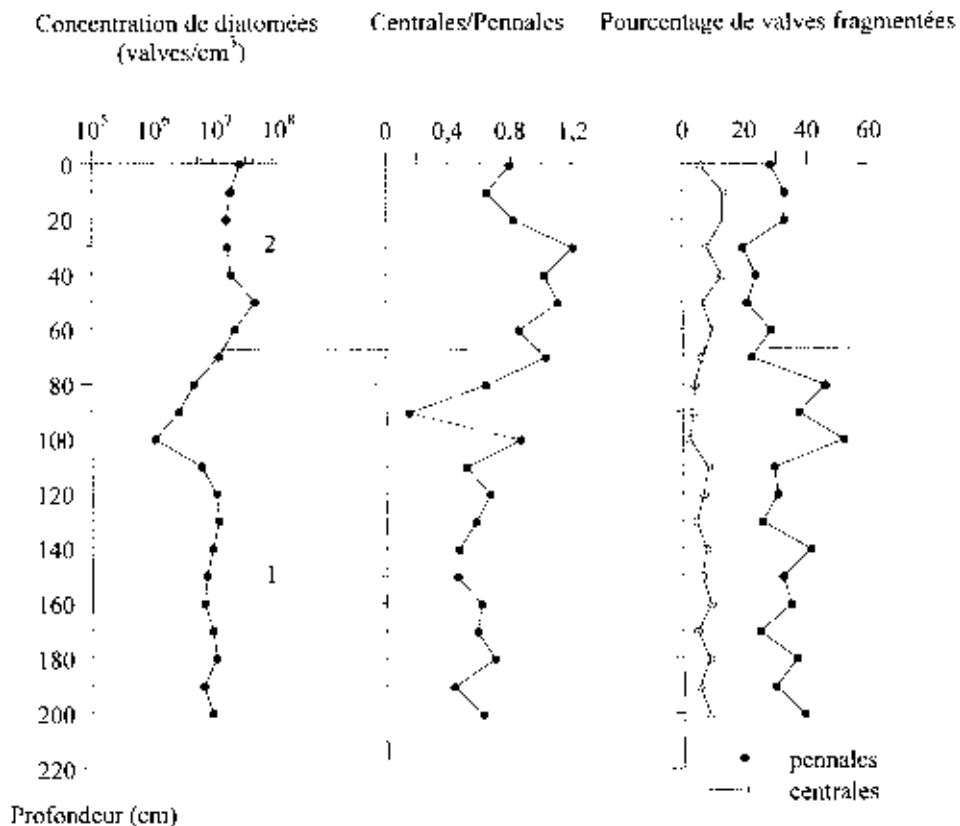 Concentration de diatomées Centrales/Pennales Pourcentage de valves fragmentées
(valves/cm³)
10⁵ 10⁶ 10⁷ 10⁸ 0 0,4 0.8 1,2 0 20 40 60
0
20
2
40
60
80
100
120
140
1
160
180
200
220
pennales
centrales
Profondeur (cm)